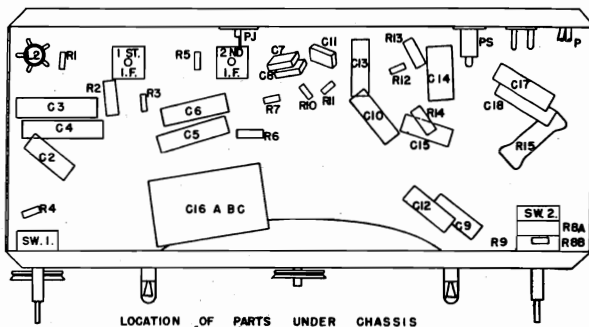 PJ
PS
P
L2
R1
1 ST.
I.F.
R5
2 ND
I.F.
C7
C8
C11
C13
R13
R12
C14
C17
C18
R2
R3
R7
R10
R11
C3
C4
C6
C5
R6
C10
R14
C15
R15
C2
R4
SW. 1.
C16 A B C
C12
C9
SW. 2.
R8A
R9
R8B
LOCATION OF PARTS UNDER CHASSIS